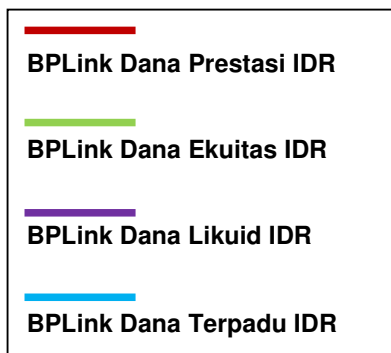 BPLink Dana Prestasi IDR
BPLink Dana Ekuitas IDR
BPLink Dana Likuid IDR
BPLink Dana Terpadu IDR